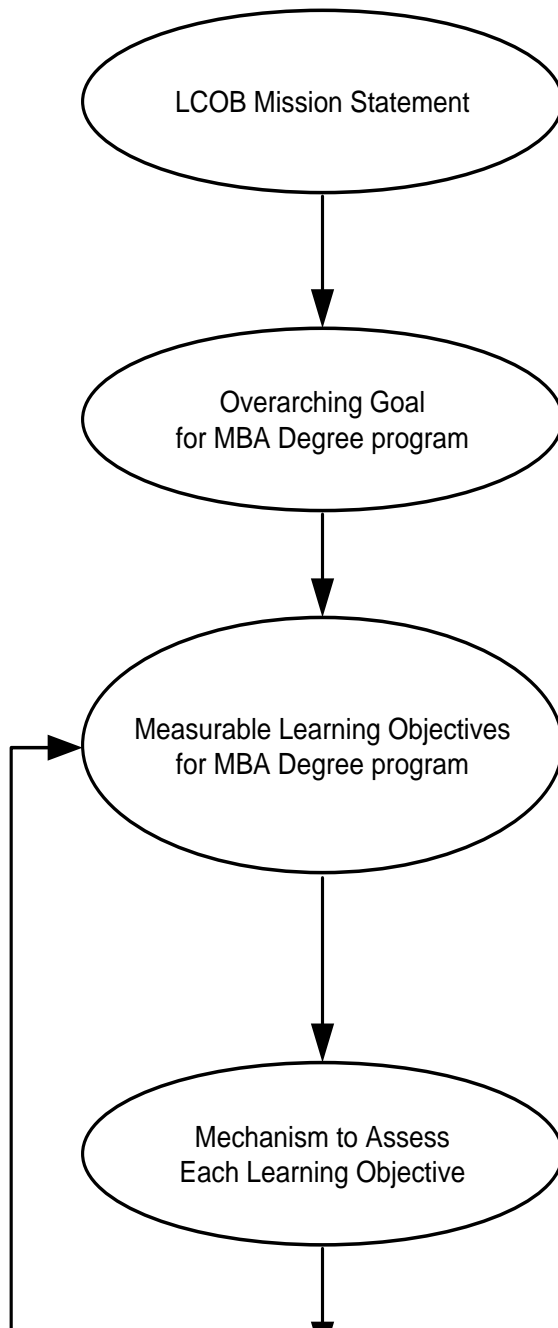 LCOB Mission Statement
Overarching Goal
for MBA Degree program
Measurable Learning Objectives
for MBA Degree program
Mechanism to Assess
Each Learning Objective